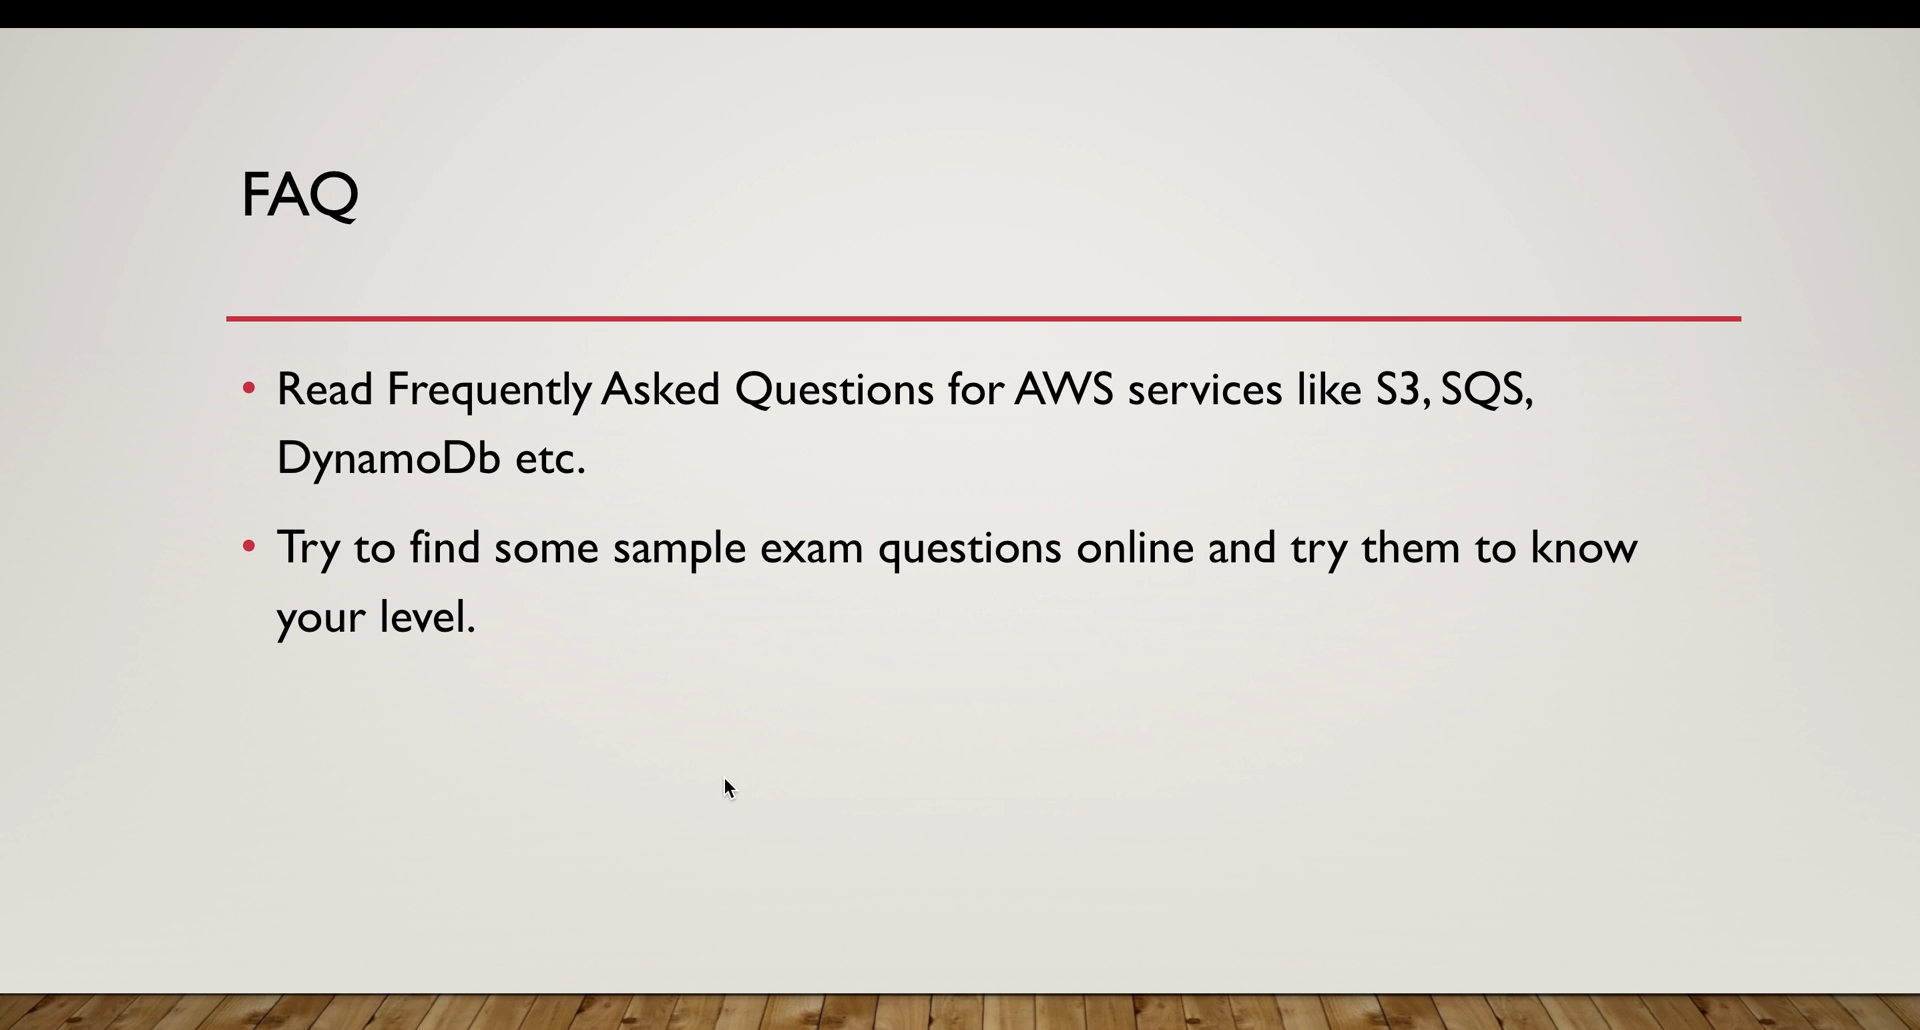 FAQ
• Read Frequently Asked Questions for AWS services like S3, SQS,
DynamoDb etc.
• Try to find some sample exam questions online and try them to know
your level.